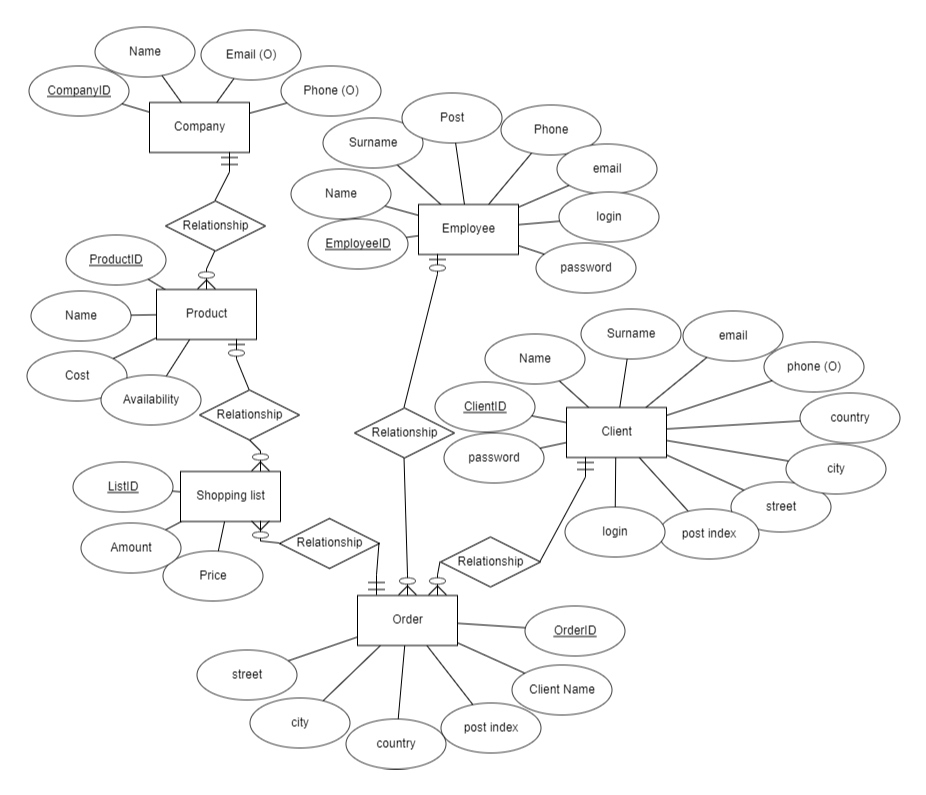 Name
Email (O)
CompanyID
Phone (O)
Company
Post
Phone
Surname
email
Name
login
Relationship
Employee
EmployeeID
ProductID
password
Name
Product
Surname
email
Name
phone (O)
Cost
Availability
ClientID
Relationship
country
Relationship
Client
password
city
ListID
Shopping list
street
login
post index
Amount
Relationship
Relationship
Price
Order
OrderID
street
Client Name
city
post index
country